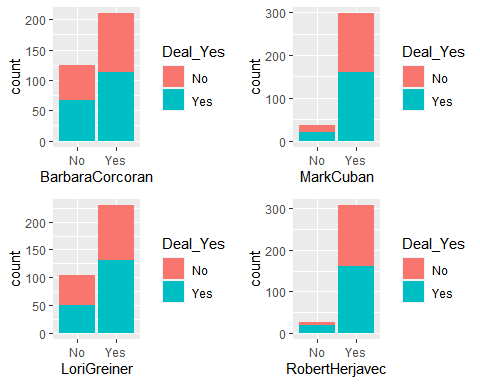 200
150
100
50
0
count
No Yes
BarbaraCorcoran
Deal_Yes
No
Yes
300
200
100
0
count
No Yes
MarkCuban
Deal_Yes
No
Yes
200
150
100
50
0
count
No Yes
LoriGreiner
Deal_Yes
No
Yes
300
200
100
0
count
No Yes
RobertHerjavec
Deal_Yes
No
Yes